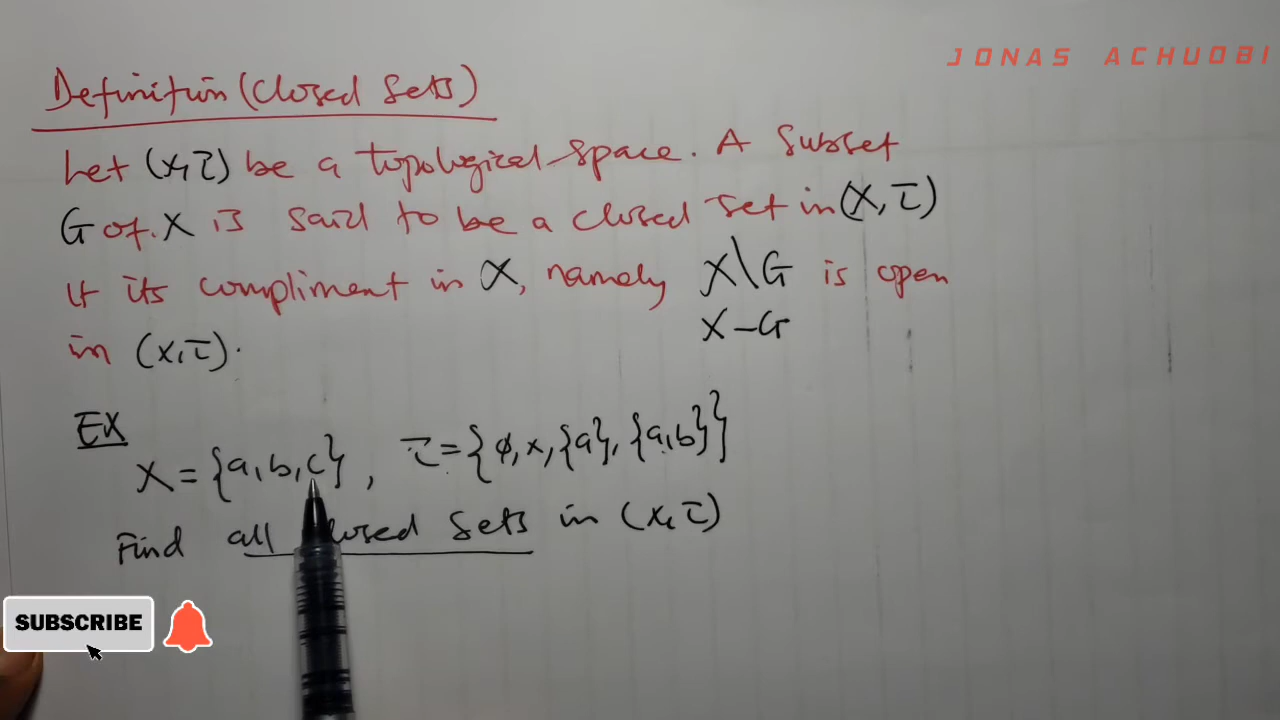 JONAS ACHUOBI
Definition (Closed Sets)
Let (X,τ) be a topological space. A subset
G of X is said to be a closed set in (X, τ)
If its compliment in X, namely X\G is open
X-G
in (X,τ).
EX
X = {a,b,c}, τ={ϕ,x,{a},{a,b}}
Find all closed sets in (X,τ)
SUBSCRIBE